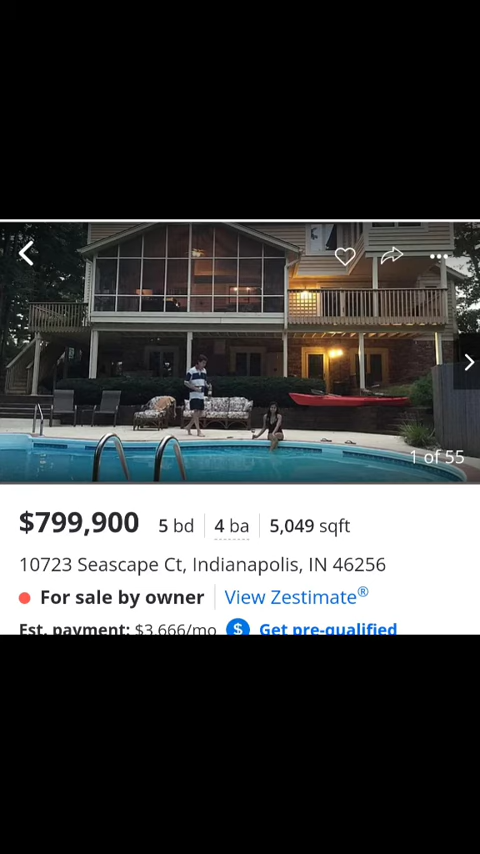 1 of 55
$799,900 5 bd 4 ba 5,049 sqft
10723 Seascape Ct, Indianapolis, IN 46256
For sale by owner View Zestimate®
Est. payment: $3,666/mo $ Get pre-qualified